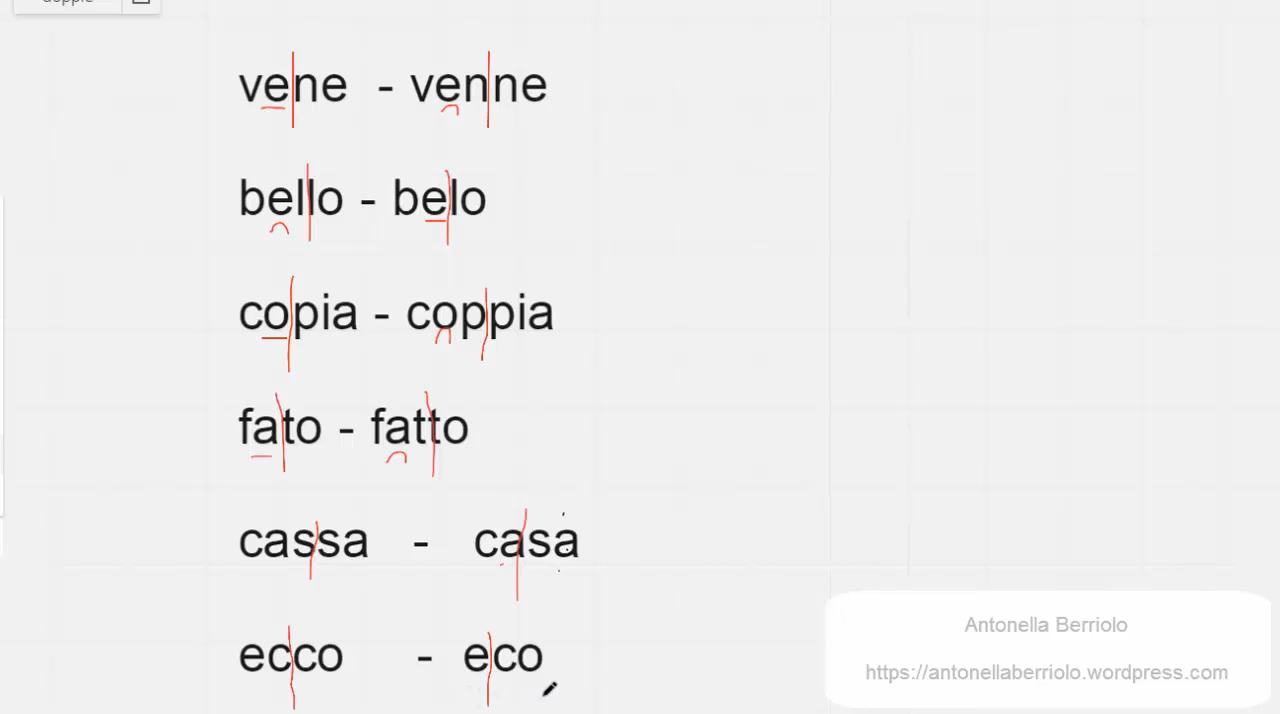 vene - venne
bello - belo
copia - coppia
fato - fatto
cassa - casa
ecco - eco
Antonella Berriolo
https://antonellaberriolo.wordpress.com